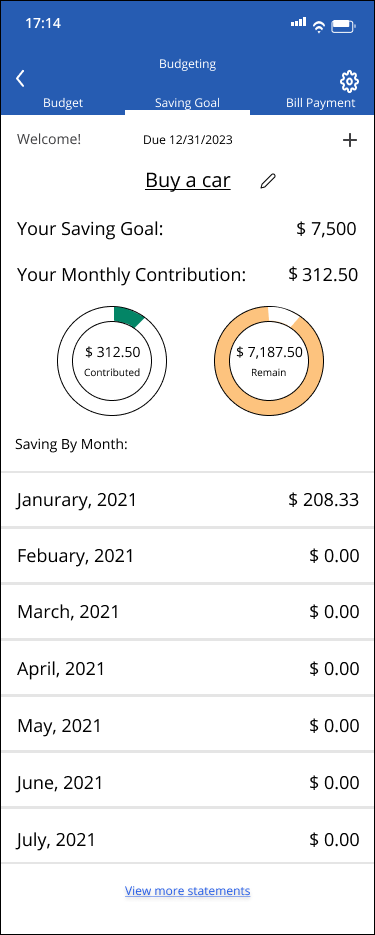 17:14
Budgeting
Budget Saving Goal Bill Payment
Welcome! Due 12/31/2023 +
Buy a car
Your Saving Goal: $ 7,500
Your Monthly Contribution: $ 312.50
$ 312.50 $ 7,187.50
Contributed Remain
Saving By Month:
Janurary, 2021 $ 208.33
Febuary, 2021 $ 0.00
March, 2021 $ 0.00
April, 2021 $ 0.00
May, 2021 $ 0.00
June, 2021 $ 0.00
July, 2021 $ 0.00
View more statements